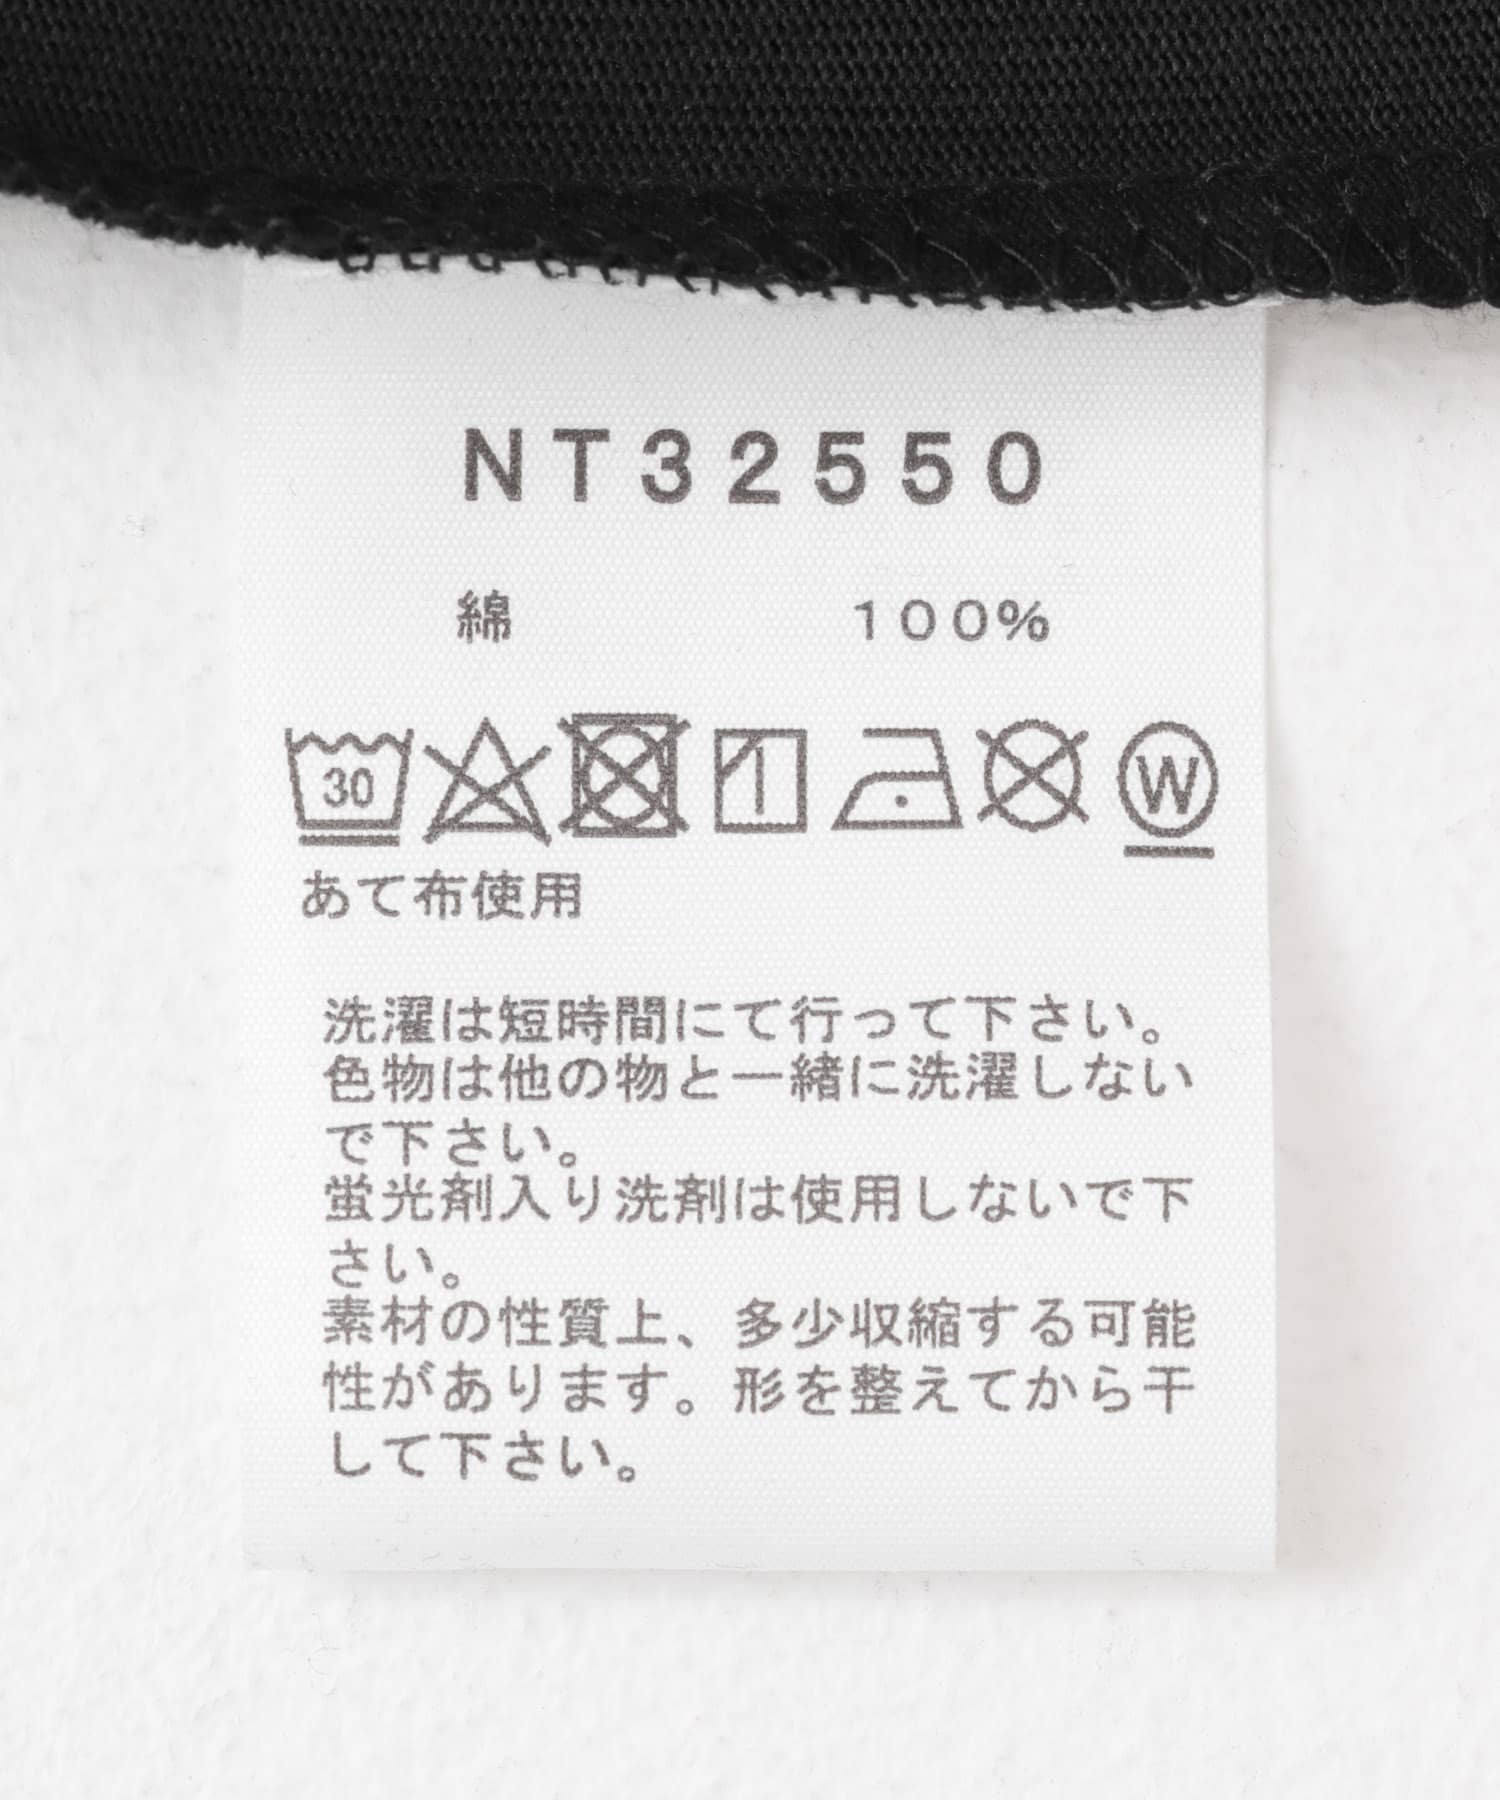 NT32550
綿 100%
30 W
あて布使用
洗濯は短時間にて行って下さい。
色物は他の物と一緒に洗濯しない
で下さい。
蛍光剤入り洗剤は使用しないで下
さい。
素材の性質上、多少収縮する可能
性があります。形を整えてから干
して下さい。